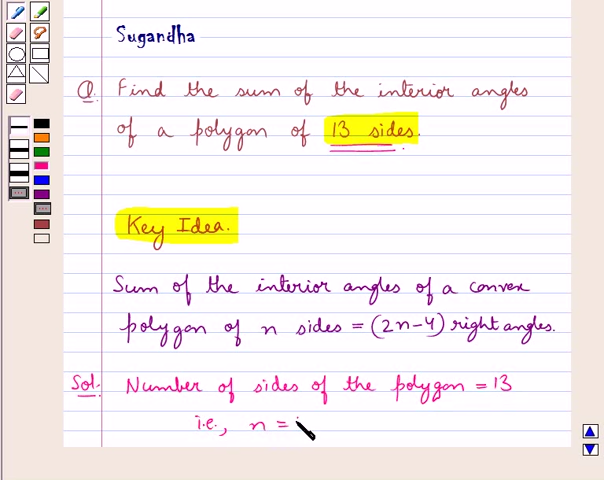 Sugandha
Q. Find the sum of the interior angles
of a polygon of 13 sides.
Key Idea.
Sum of the interior angles of a convex
polygon of n sides = (2n-4) right angles.
Sol. Number of sides of the polygon = 13
i.e., n =